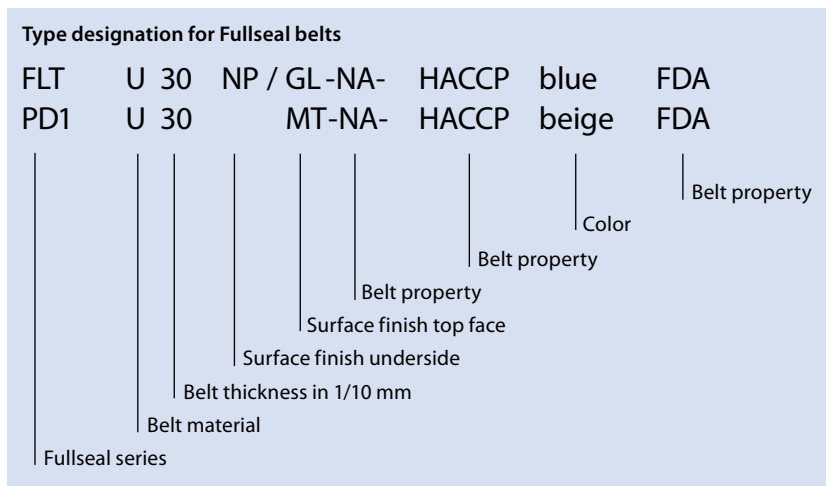 Type designation for Fullseal belts
FLT U 30 NP / GL -NA- HACCP blue FDA
PD1 U 30 MT-NA- HACCP beige FDA
Belt property
Color
Belt property
Belt property
Surface finish top face
Surface finish underside
Belt thickness in 1/10 mm
Belt material
Fullseal series